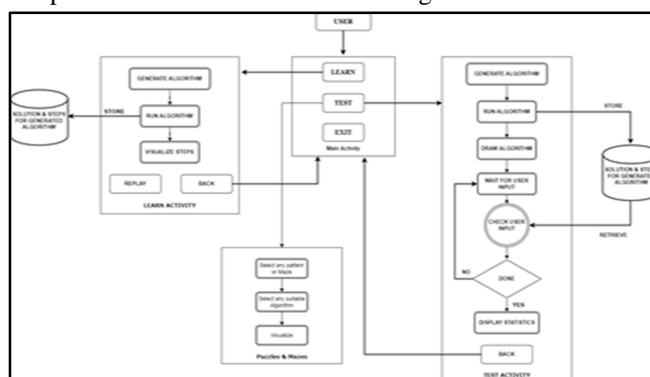 USER
LEARN
TEST
EXIT
Main Activity
GENERATE ALGORITHM
RUN ALGORITHM
VISUALIZE STEPS
REPLAY
BACK
LEARN ACTIVITY
STORE
SOLUTION & STEPS
FOR GENERATED
ALGORITHM
Select any pattern
or Maze
Select any suitable
Algorithm
Visualize
Puzzles & Mazes
GENERATE ALGORITHM
RUN ALGORITHM
DRAW ALGORITHM
WAIT FOR USER
INPUT
CHECK USER
INPUT
DONE
NO
YES
DISPLAY STATISTICS
BACK
TEST ACTIVITY
STORE
SOLUTION &
FOR
ALGORITHM
RETRIEVE